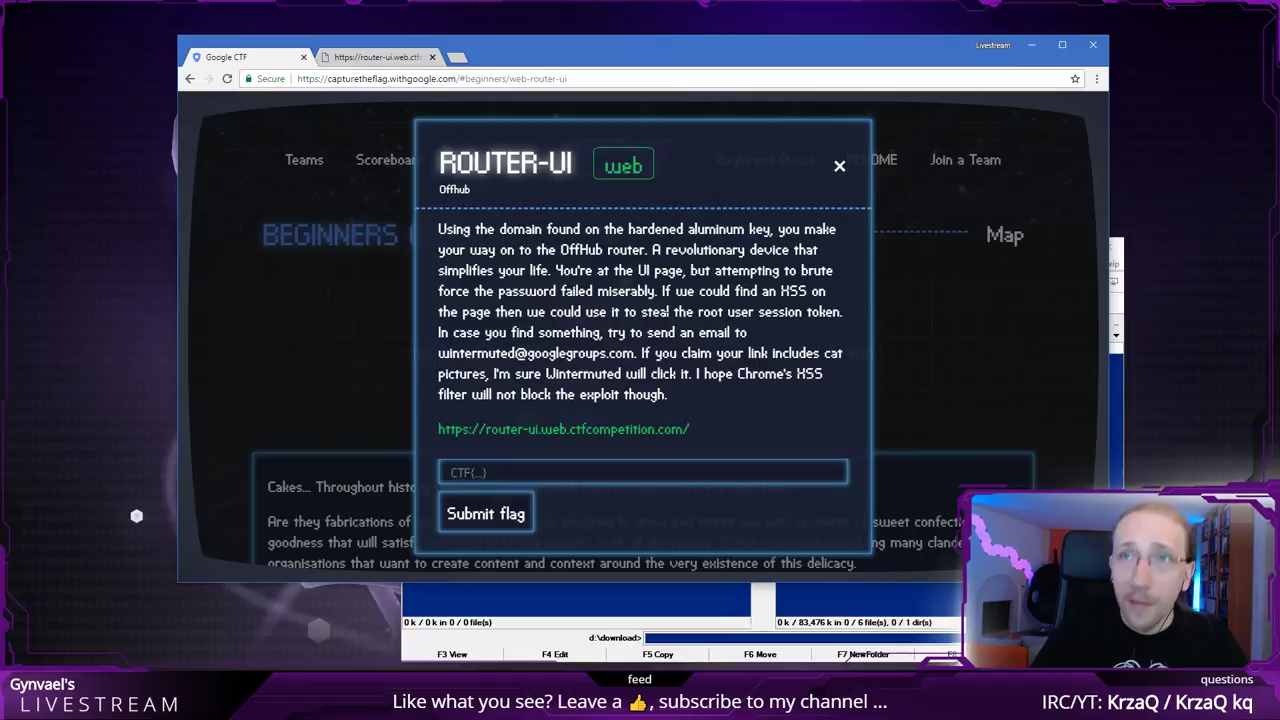 Livestream
Google CTF
https://router-ui.web.ctf
Secure
https://capturetheflag.withgoogle.com/#beginners/web-router-ui
Teams
Scoreboar
ROUTER-UI
web
Join a Team
Offhub
BEGINNERS
Map
Using the domain found on the hardened aluminum key, you make
your way on to the OffHub router. A revolutionary device that
simplifies your life. You're at the UI page, but attempting to brute
force the password failed miserably. If we could find an XSS on
the page then we could use it to steal the root user session token.
In case you find something, try to send an email to
wintermuted@googlegroups.com. If you claim your link includes cat
pictures, I'm sure Wintermuted will click it. I hope Chrome's XSS
filter will not block the exploit though.
https://router-ui.web.ctfcompetition.com/
CTF{...}
Submit flag
Cakes... Throughout hist
Are they fabrications of
sweet confecti
goodness that will satisf
ing many clande
organisations that want to create content and context around the very existence of this delicacy.
0 k / 0 k in 0 / 0 file(s)
0 k / 83,476 k in 0 / 6 file(s), 0 / 1 dir(s)
d:\download>
F3 View
F4 Edit
F5 Copy
F6 Move
F7 NewFolder
Gynvael's
LIVESTREAM
feed
questions
Like what you see? Leave a 👍, subscribe to my channel ...
IRC/YT: KrzaQ / KrzaQ kq